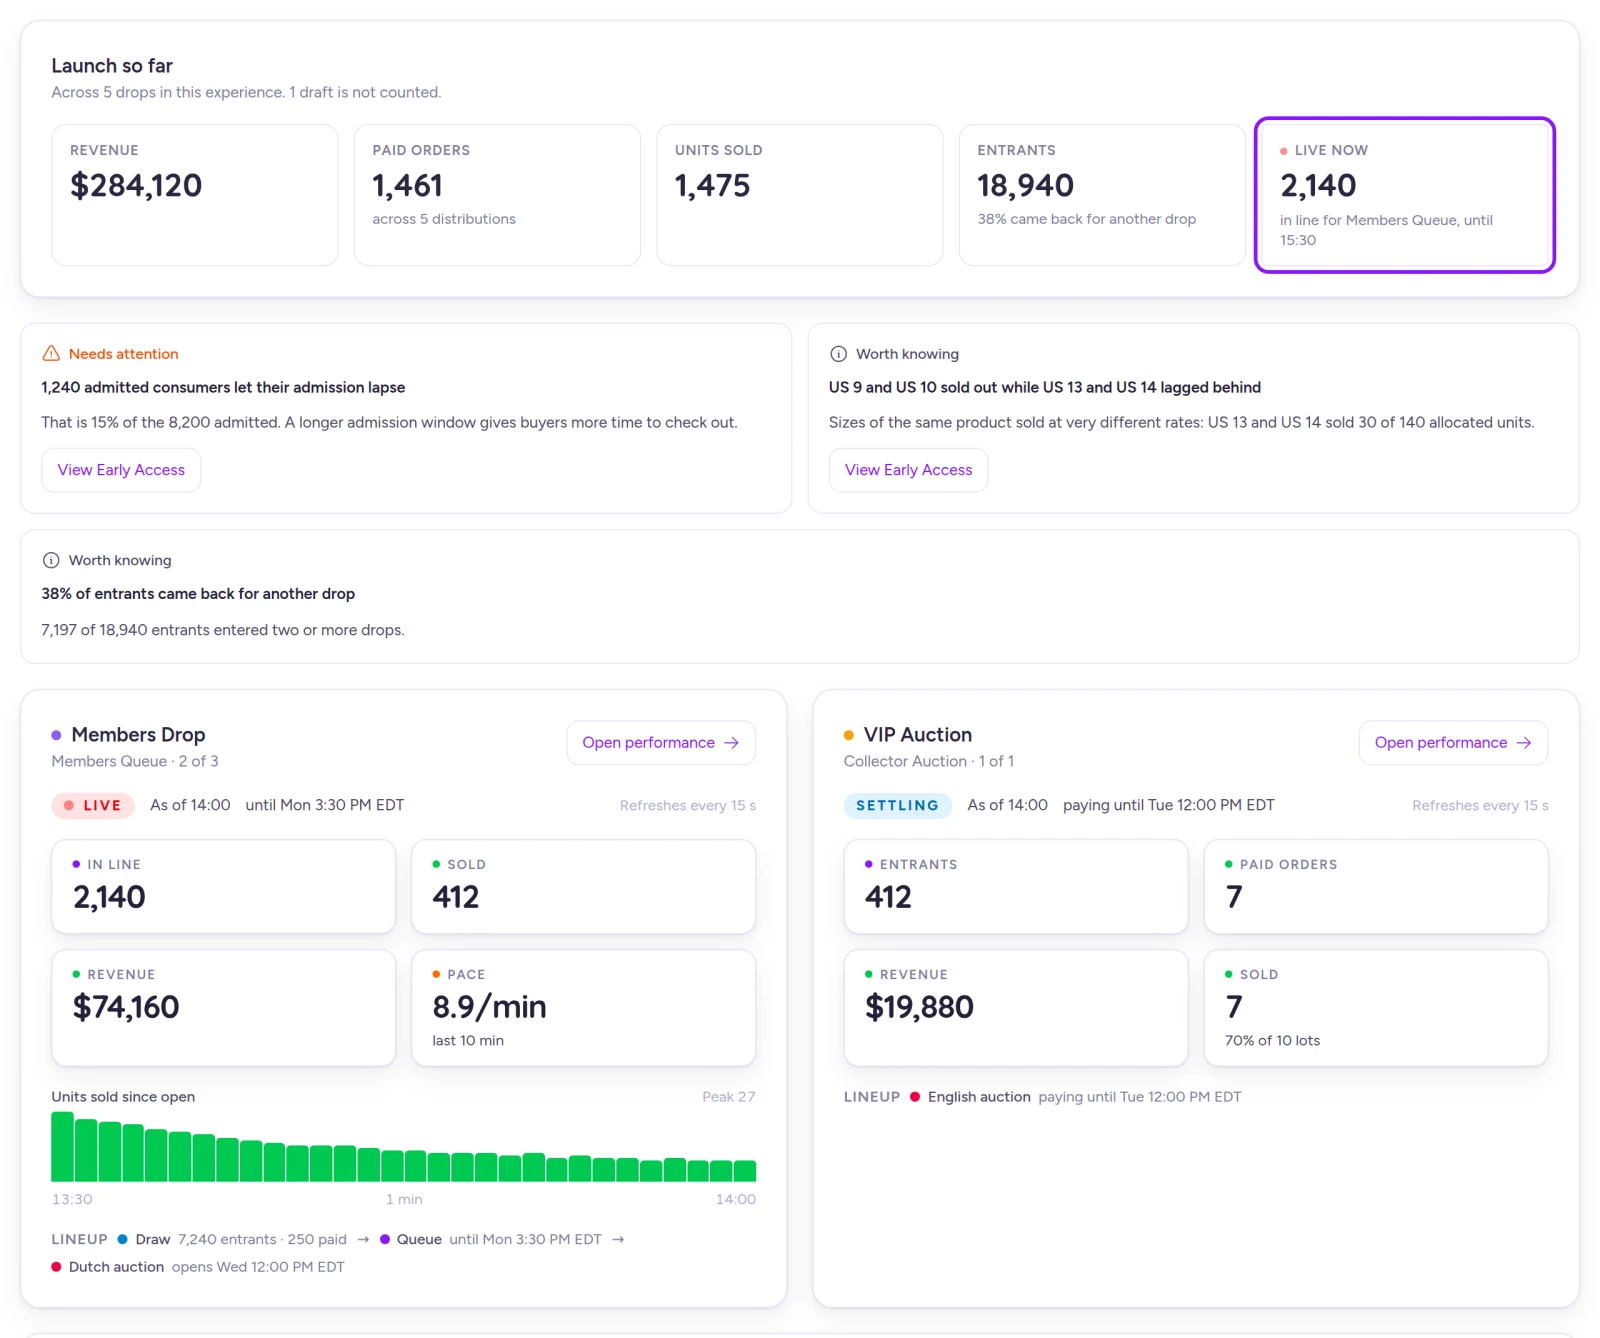 Launch so far
Across 5 drops in this experience. 1 draft is not counted.
REVENUE
$284,120
PAID ORDERS
1,461
across 5 distributions
UNITS SOLD
1,475
ENTRANTS
18,940
38% came back for another drop
LIVE NOW
2,140
in line for Members Queue, until
15:30
Needs attention
1,240 admitted consumers let their admission lapse
That is 15% of the 8,200 admitted. A longer admission window gives buyers more time to check out.
View Early Access
Worth knowing
US 9 and US 10 sold out while US 13 and US 14 lagged behind
Sizes of the same product sold at very different rates: US 13 and US 14 sold 30 of 140 allocated units.
View Early Access
Worth knowing
38% of entrants came back for another drop
7,197 of 18,940 entrants entered two or more drops.
Members Drop
Members Queue · 2 of 3
Open performance →
LIVE As of 14:00 until Mon 3:30 PM EDT Refreshes every 15 s
IN LINE
2,140
SOLD
412
REVENUE
$74,160
PACE
8.9/min
last 10 min
Units sold since open Peak 27
13:30 1 min 14:00
LINEUP Draw 7,240 entrants · 250 paid → Queue until Mon 3:30 PM EDT →
Dutch auction opens Wed 12:00 PM EDT
VIP Auction
Collector Auction · 1 of 1
Open performance →
SETTLING As of 14:00 paying until Tue 12:00 PM EDT Refreshes every 15 s
ENTRANTS
412
PAID ORDERS
7
REVENUE
$19,880
SOLD
7
70% of 10 lots
LINEUP English auction paying until Tue 12:00 PM EDT